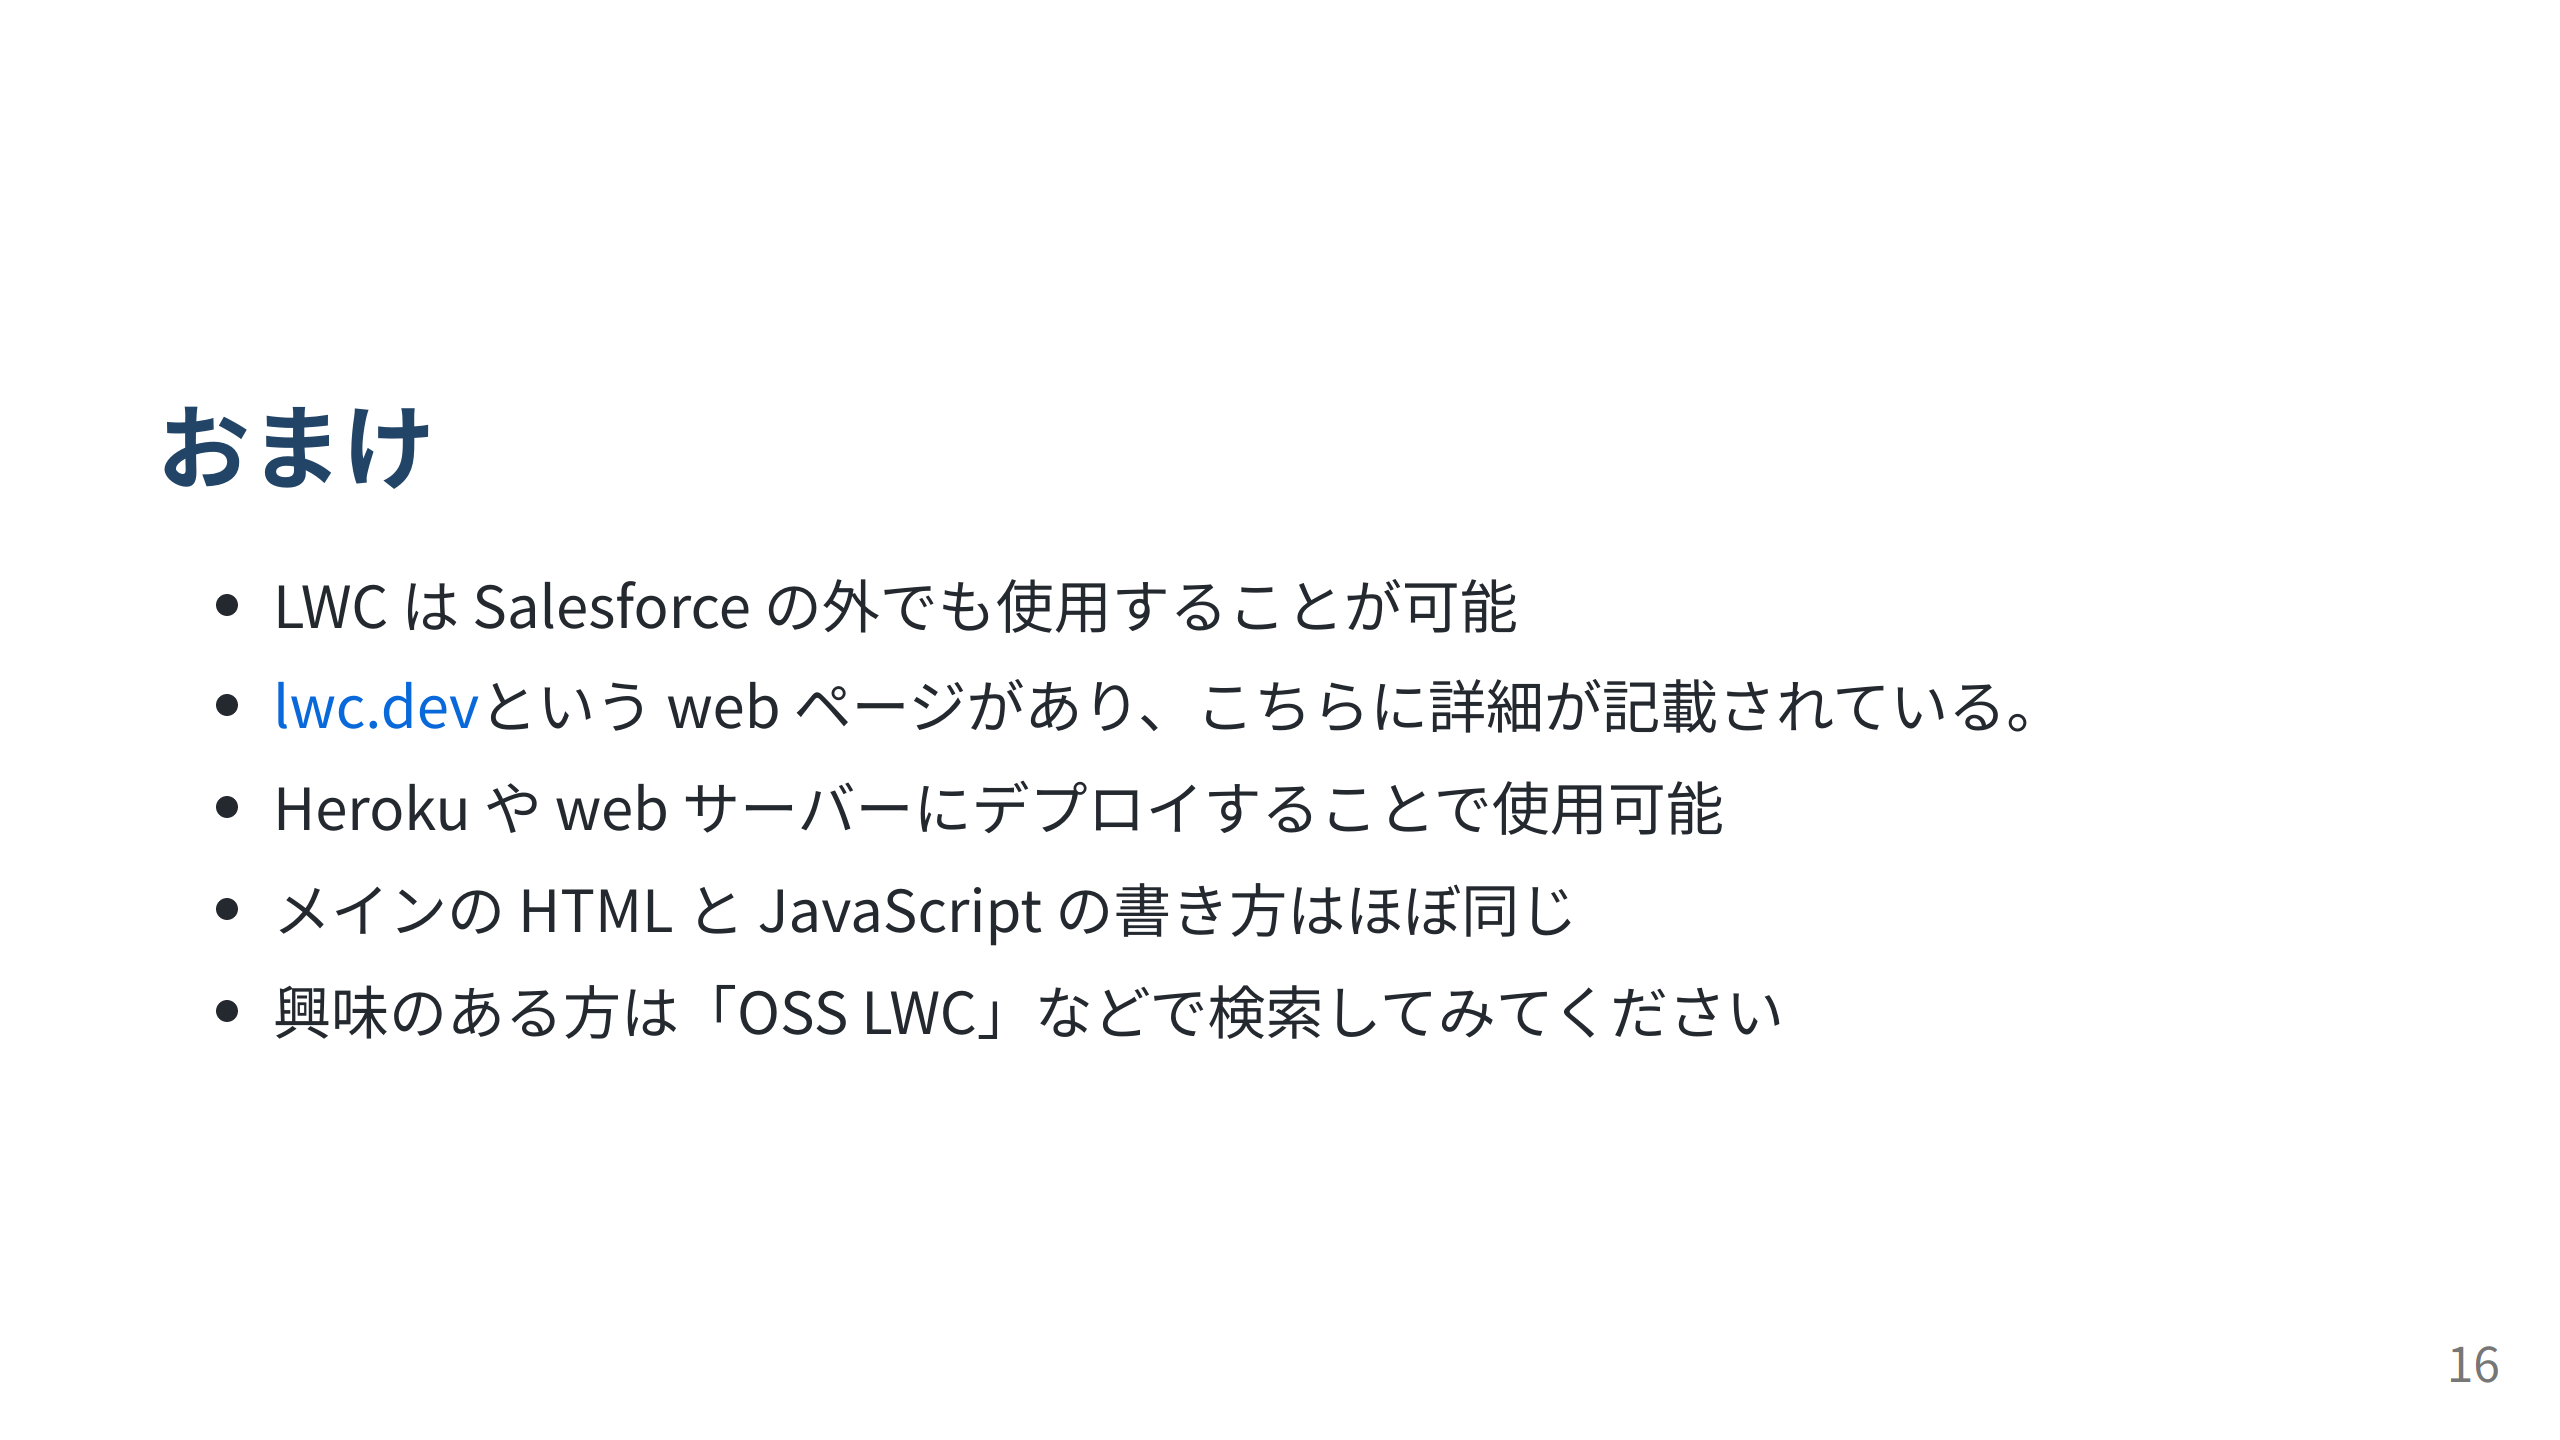 おまけ
• LWC は Salesforce の外でも使用することが可能
• lwc.devという web ページがあり、こちらに詳細が記載されている。
• Heroku や web サーバーにデプロイすることで使用可能
• メインの HTML と JavaScript の書き方はほぼ同じ
• 興味のある方は「OSS LWC」などで検索してみてください
16